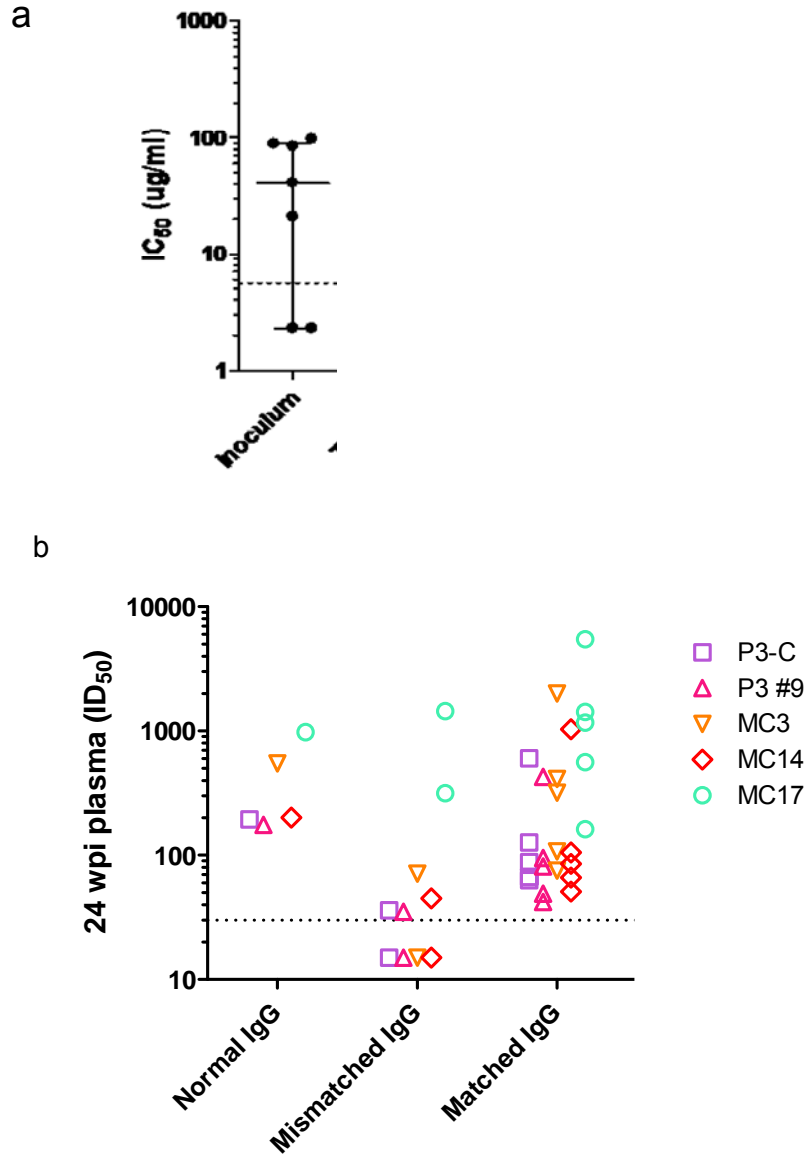 a
1000
100
10
1
IC50 (ug/ml)
Inoculum
b
10000
1000
100
10
24 wpi plasma (ID50)
Normal IgG
Mismatched IgG
Matched IgG
P3-C
P3 #9
MC3
MC14
MC17